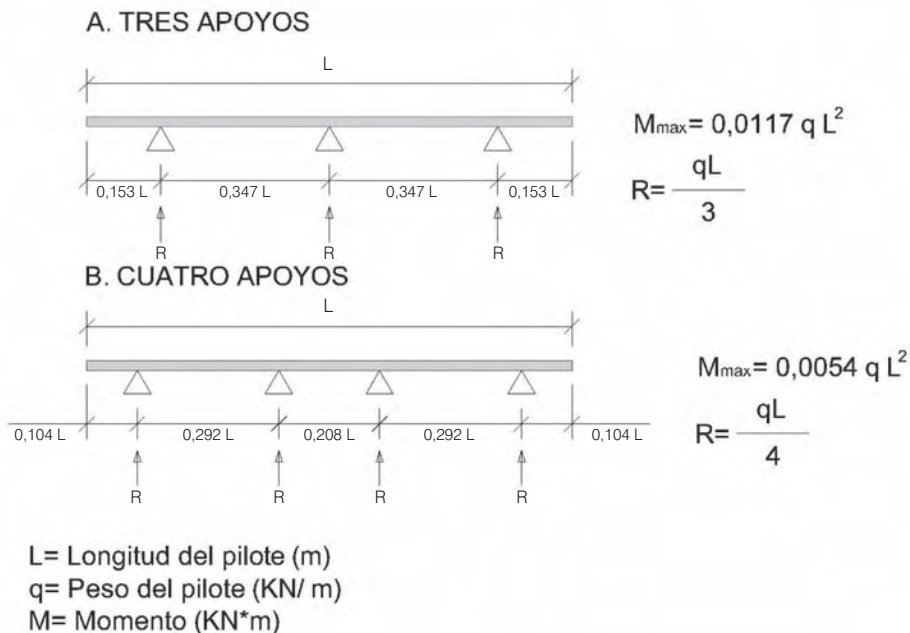 A. TRES APOYOS
L
0,153 L 0,347 L 0,347 L 0,153 L
R R R
Mmax= 0,0117 q L²
R= qL
3
B. CUATRO APOYOS
L
0,104 L 0,292 L 0,208 L 0,292 L 0,104 L
R R R R
Mmax= 0,0054 q L²
R= qL
4
L= Longitud del pilote (m)
q= Peso del pilote (KN/ m)
M= Momento (KN*m)